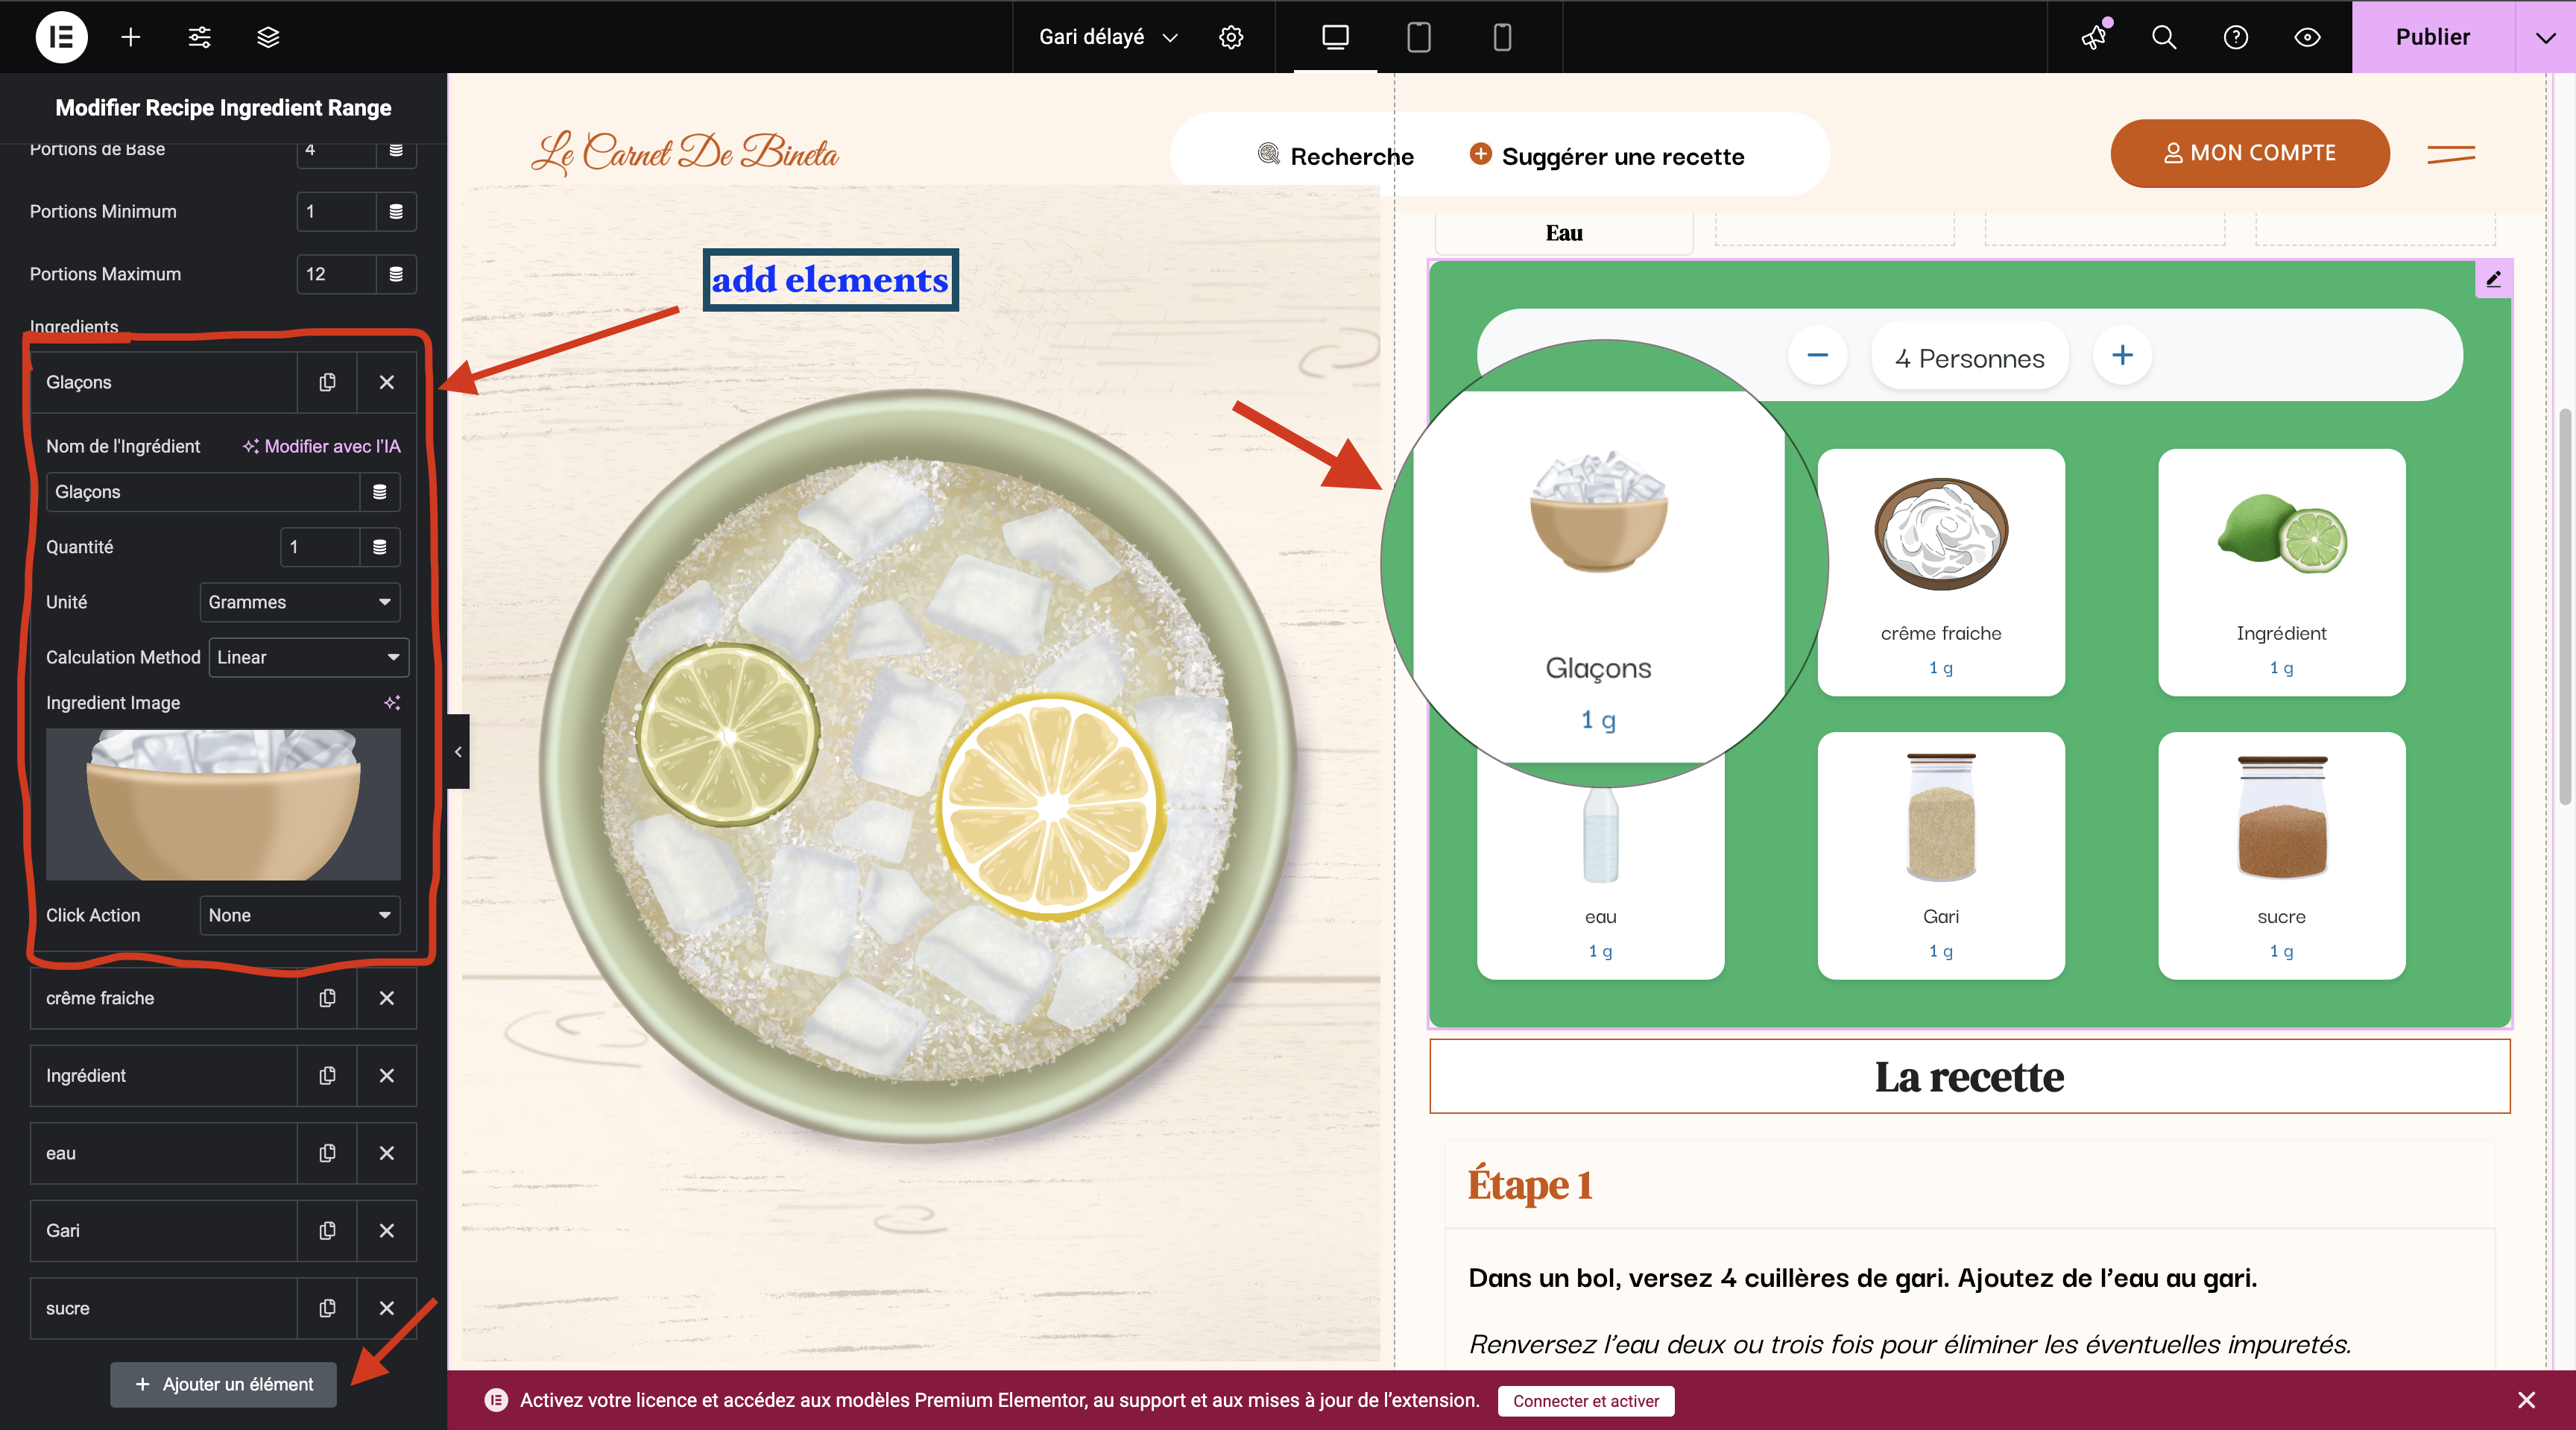 Gari délayé
Publier
Modifier Recipe Ingredient Range
Portions de Base
4
Portions Minimum
1
Portions Maximum
12
Ingredients
Glaçons
Nom de l'Ingrédient
Modifier avec l'IA
Glaçons
Quantité
1
Unité
Grammes
Calculation Method
Linear
Ingredient Image
Click Action
None
crême fraiche
Ingrédient
eau
Gari
sucre
+ Ajouter un élément
Le Carnet De Bineta
Recherche
Suggérer une recette
MON COMPTE
add elements
Eau
4 Personnes
Glaçons
1 g
crême fraiche
1 g
Ingrédient
1 g
eau
1 g
Gari
1 g
sucre
1 g
La recette
Étape 1
Dans un bol, versez 4 cuillères de gari. Ajoutez de l’eau au gari.
Renversez l’eau deux ou trois fois pour éliminer les éventuelles impuretés.
Activez votre licence et accédez aux modèles Premium Elementor, au support et aux mises à jour de l’extension.
Connecter et activer